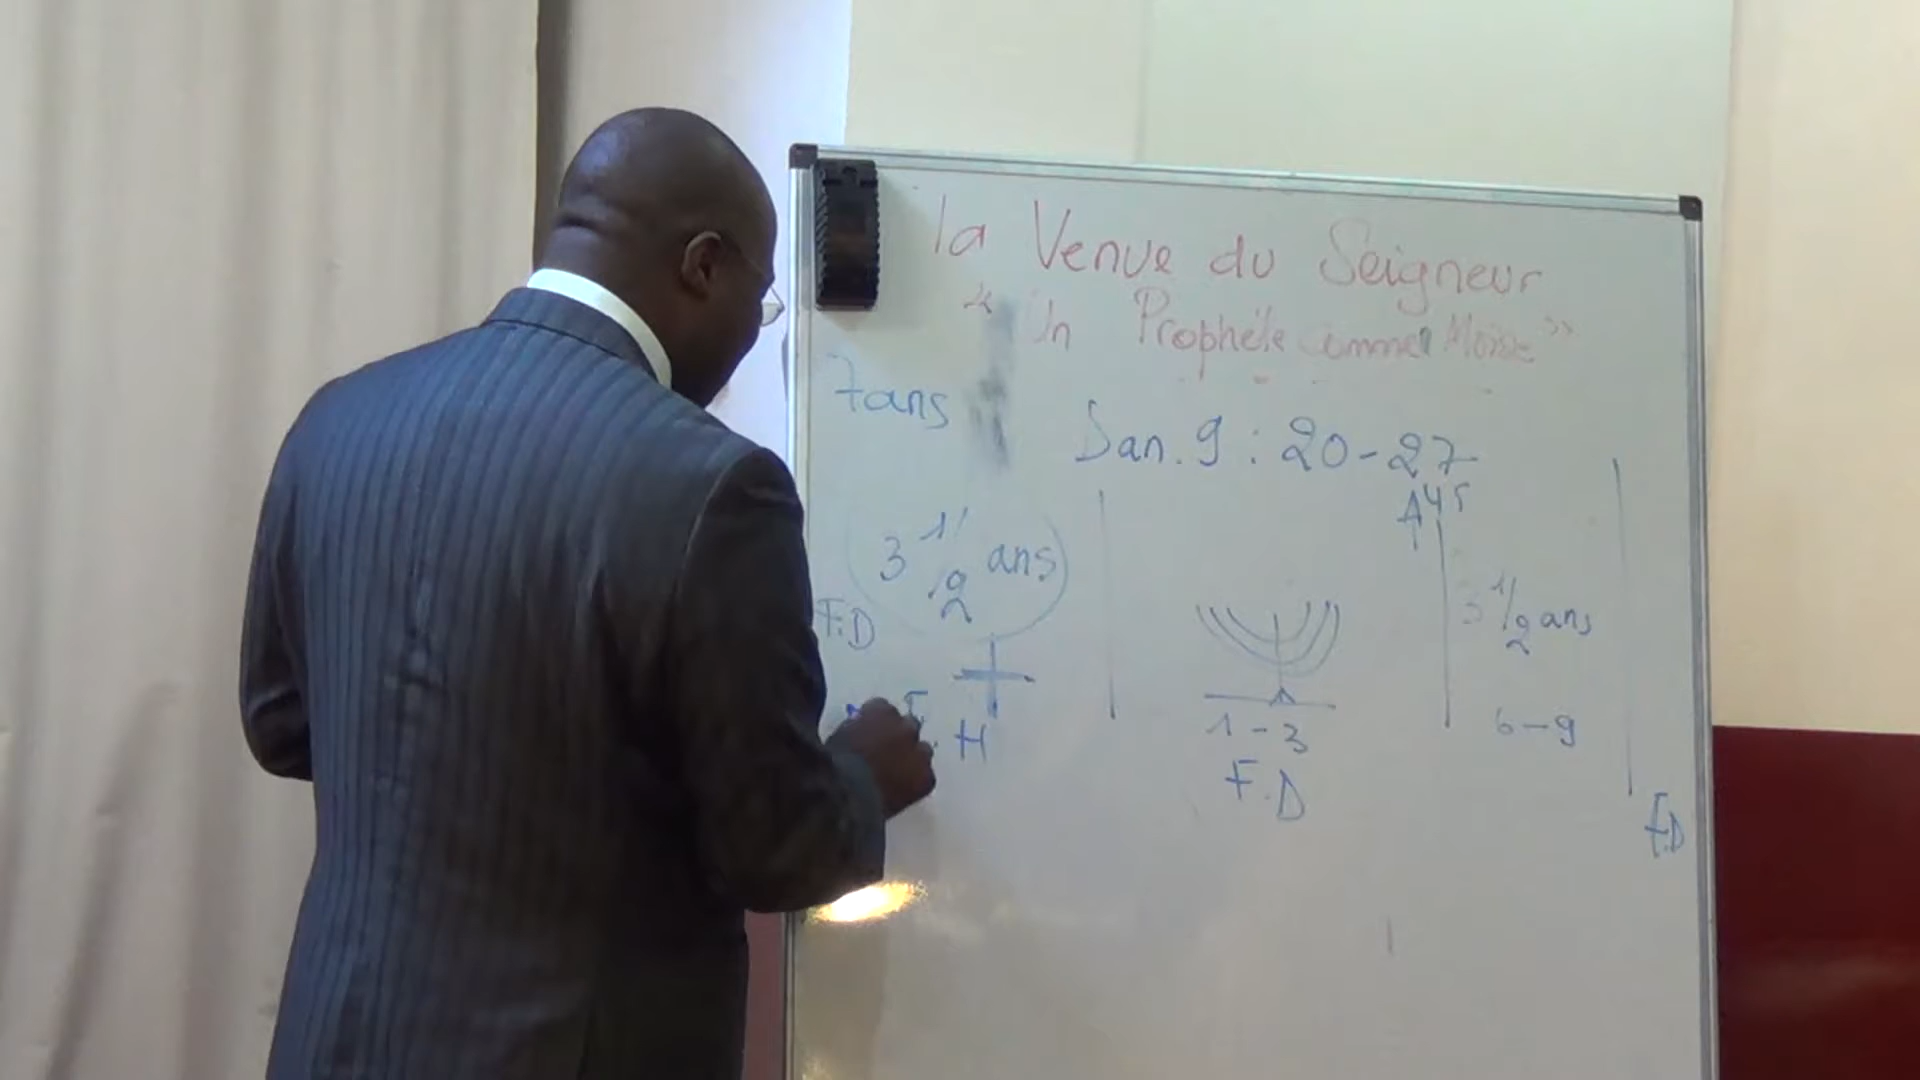 la Venue du Seigneur
" Un Prophète comme Moïse "
7ans
Dan. 9 : 20-27
A45
3 1/2 ans
3 1/2 ans
F.D
F. H
1-3
6-9
F.D
F.D